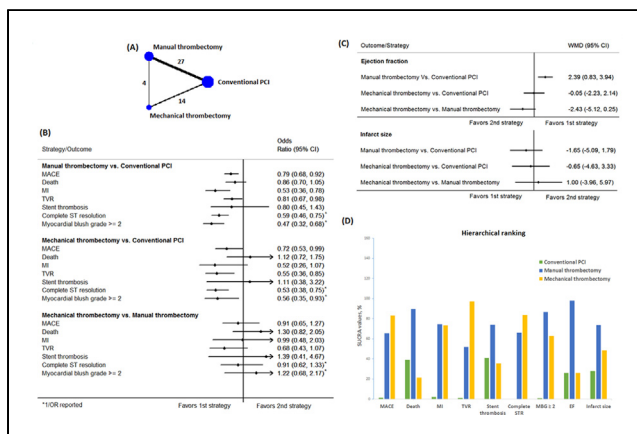 (A)
Manual thrombectomy
27
4
Conventional PCI
14
Mechanical thrombectomy
(B)
Strategy/Outcome
Odds
Ratio (95% CI)
Manual thrombectomy vs. Conventional PCI
MACE 0.79 (0.68, 0.92)
Death 0.86 (0.70, 1.05)
MI 0.53 (0.36, 0.78)
TVR 0.81 (0.67, 0.98)
Stent thrombosis 0.80 (0.45, 1.43)
Complete ST resolution 0.59 (0.46, 0.75)*
Myocardial blush grade >= 2 0.47 (0.32, 0.68)*
Mechanical thrombectomy vs. Conventional PCI
MACE 0.72 (0.53, 0.99)
Death 1.12 (0.72, 1.75)
MI 0.52 (0.26, 1.07)
TVR 0.55 (0.36, 0.85)
Stent thrombosis 1.11 (0.38, 3.22)
Complete ST resolution 0.53 (0.38, 0.75)*
Myocardial blush grade >= 2 0.56 (0.35, 0.93)*
Mechanical thrombectomy vs. Manual thrombectomy
MACE 0.91 (0.65, 1.27)
Death 1.30 (0.82, 2.05)
MI 0.99 (0.48, 2.03)
TVR 0.68 (0.43, 1.07)
Stent thrombosis 1.39 (0.41, 4.67)
Complete ST resolution 0.91 (0.62, 1.33)*
Myocardial blush grade >= 2 1.22 (0.68, 2.17)*
*1/OR reported
Favors 1st strategy Favors 2nd strategy
(C)
Outcome/Strategy WMD (95% CI)
Ejection fraction
Manual thrombectomy Vs. Conventional PCI 2.39 (0.83, 3.94)
Mechanical thrombectomy vs. Conventional PCI -0.05 (-2.23, 2.14)
Mechanical thrombectomy vs. Manual thrombectomy -2.43 (-5.12, 0.25)
Favors 2nd strategy Favors 1st strategy
Infarct size
Manual thrombectomy vs. Conventional PCI -1.65 (-5.09, 1.79)
Mechanical thrombectomy vs. Conventional PCI -0.65 (-4.63, 3.33)
Mechanical thrombectomy vs. Manual thrombectomy 1.00 (-3.96, 5.97)
Favors 1st strategy Favors 2nd strategy
(D)
Hierarchical ranking
Conventional PCI
Manual thrombectomy
Mechanical thrombectomy
SUCRA values, %
MACE Death MI TVR Stent thrombosis Complete STR MBG ≥ 2 EF Infarct size